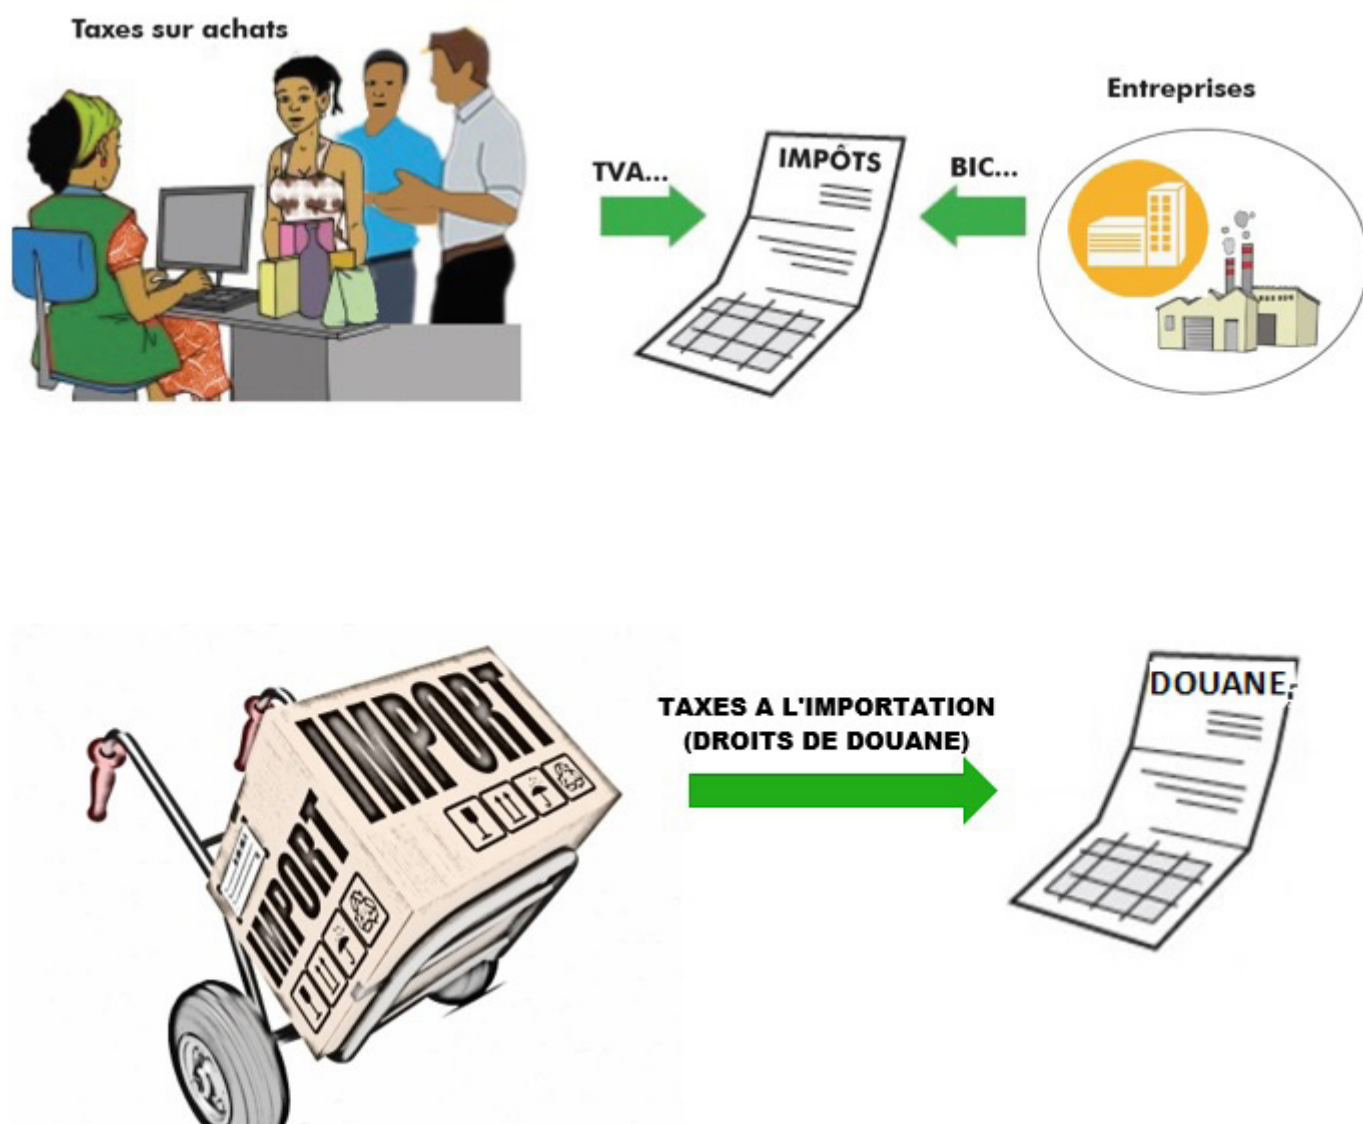 Taxes sur achats
Entreprises
TVA...
IMPÔTS
BIC...
IMPORT
IMPORT
TAXES A L'IMPORTATION
(DROITS DE DOUANE)
DOUANE